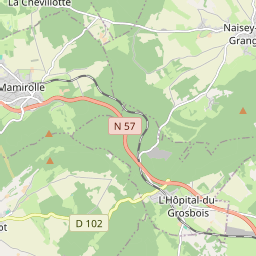 La Chevillotte
Naisey-
Grang
Mamirolle
N 57
L'Hôpital-du-
Grosbois
D 102
ot